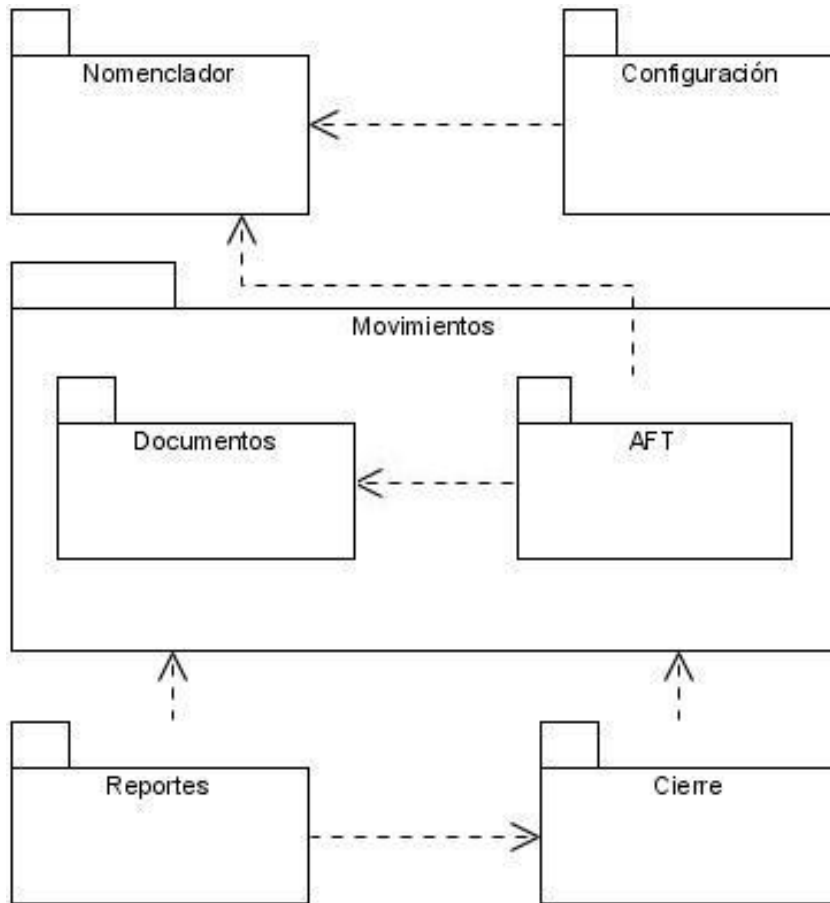 Nomenclador
Configuración
Movimientos
Documentos
AFT
Reportes
Cierre